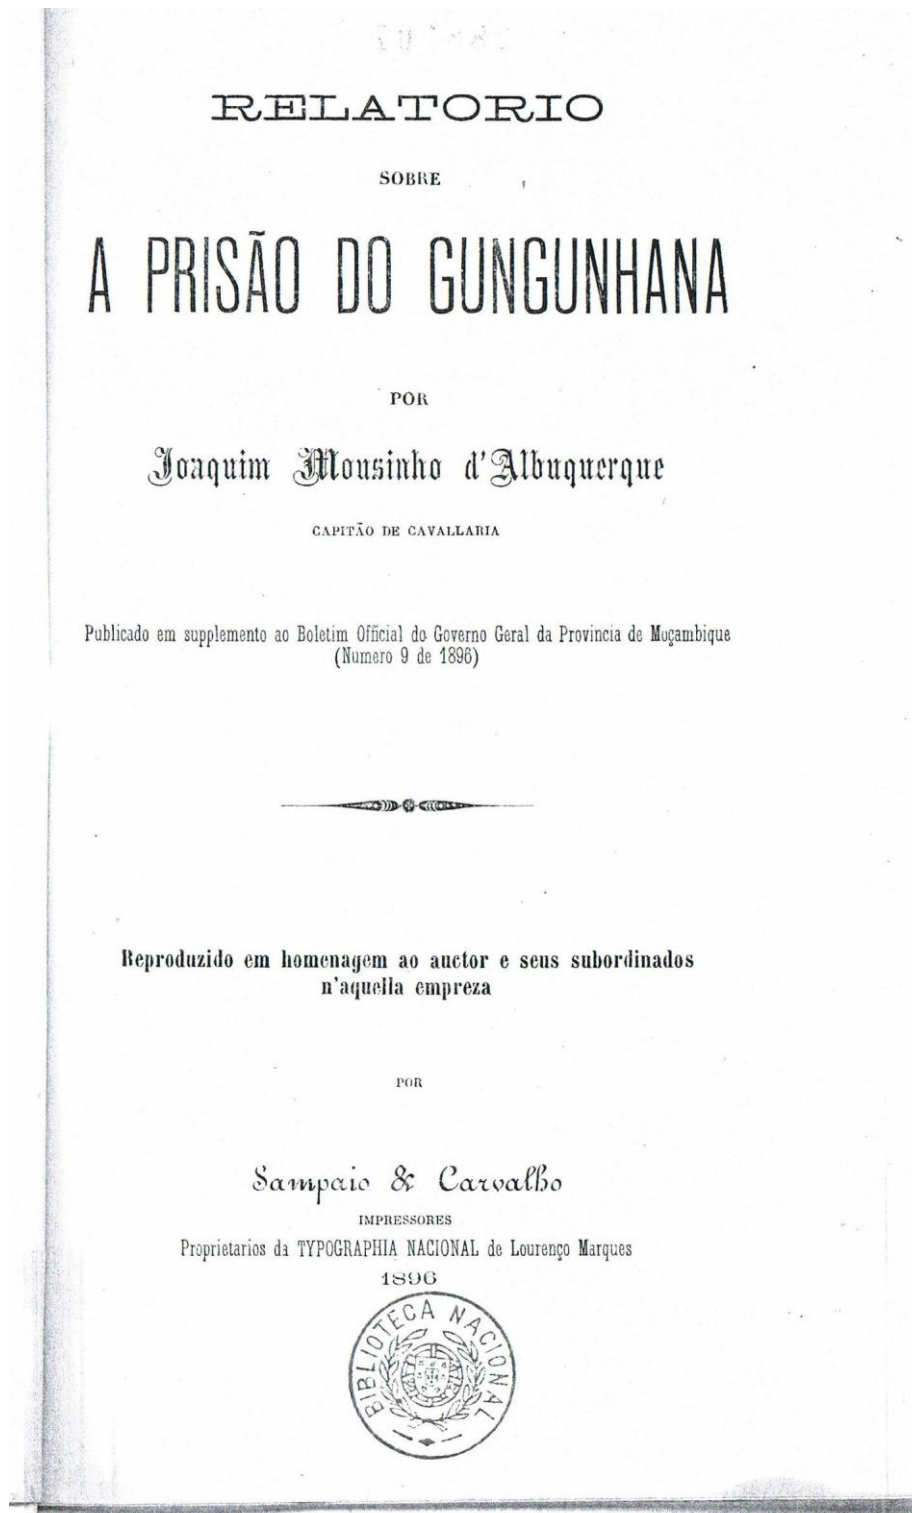 RELATORIO
SOBRE
A PRISÃO DO GUNGUNHANA
POR
Joaquim Mousinho d'Albuquerque
CAPITÃO DE CAVALLARIA
Publicado em supplemento ao Boletim Official do Governo Geral da Provincia de Moçambique
(Numero 9 de 1896)
Reproduzido em homenagem ao auctor e seus subordinados
n'aquella empreza
POR
Sampaio & Carvalho
IMPRESSORES
Proprietarios da TYPOGRAPHIA NACIONAL de Lourenço Marques
1896
BIBLIOTECA NACIONAL